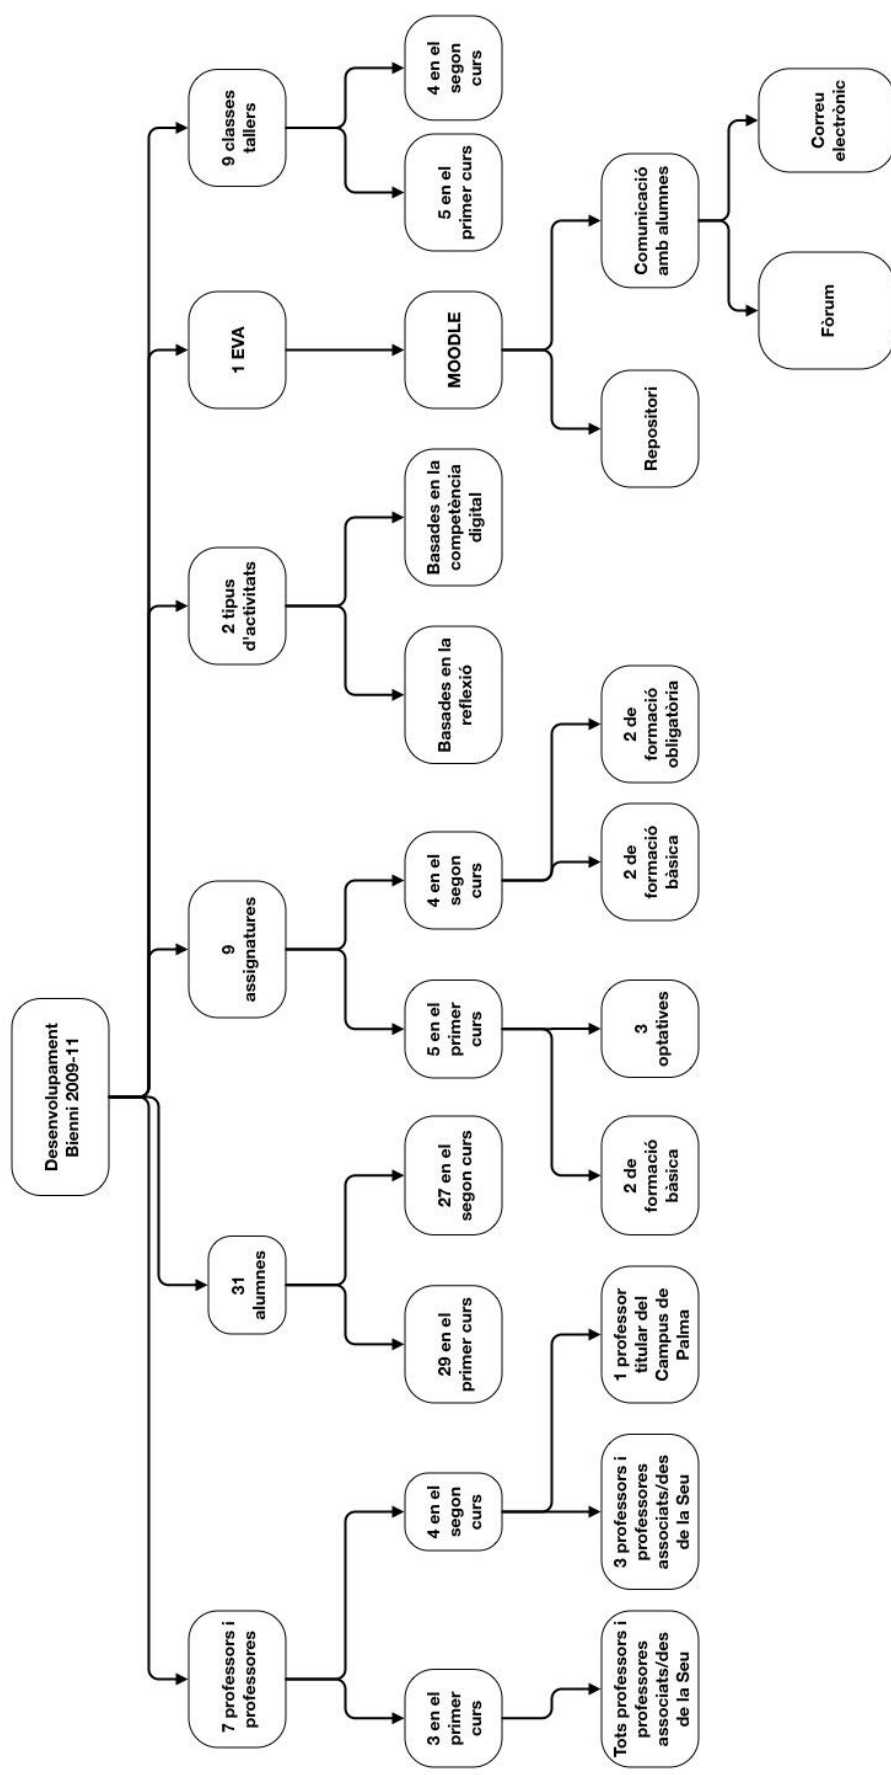 Desenvolupament
Bienni 2009-11
7 professors i
professores
31
alumnes
9
assignatures
2 tipus
d'activitats
1 EVA
9 classes
tallers
3 en el
primer
curs
4 en el
segon
curs
29 en el
primer curs
27 en el
segon curs
5 en el
primer
curs
4 en el
segon
curs
Basades en la
reflexió
Basades en la
competència
digital
MOODLE
5 en el
primer curs
4 en el
segon
curs
Tots professors i
professores
associats/des
de la Seu
3 professors i
professores
associats/des
de la Seu
1 professor
titular del
Campus de
Palma
2 de
formació
bàsica
3
optatives
2 de
formació
bàsica
2 de
formació
obligatòria
Repositori
Comunicació
amb alumnes
Fòrum
Correu
electrònic